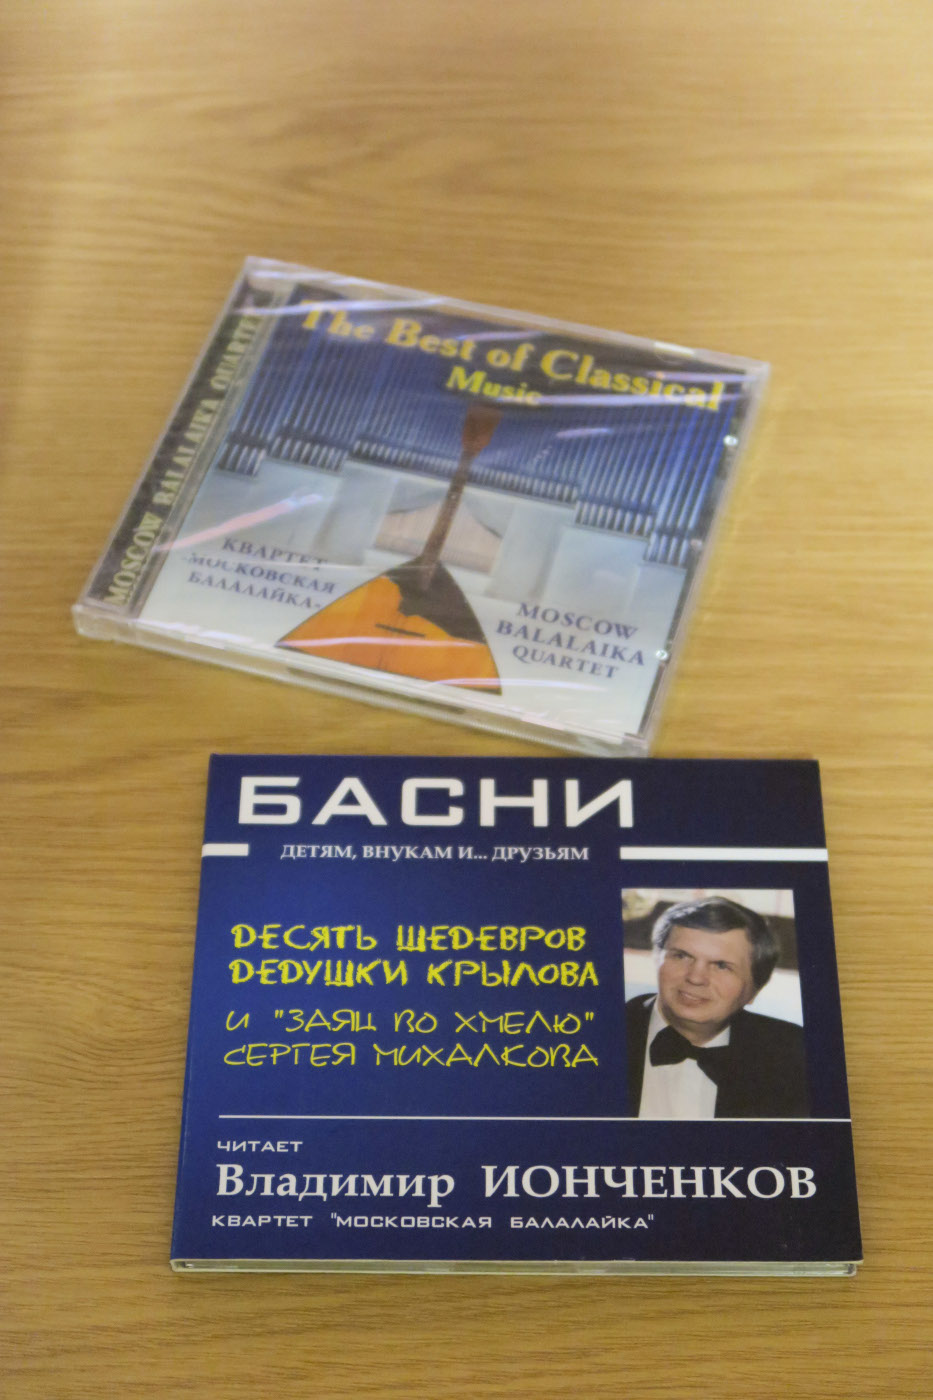 The Best of Classical
Music
MOSCOW BALALAIKA QUARTET
КВАРТЕТ
«МОСКОВСКАЯ
БАЛАЛАЙКА»
MOSCOW
BALALAIKA
QUARTET
БАСНИ
ДЕТЯМ, ВНУКАМ И... ДРУЗЬЯМ
ДЕСЯТЬ ШЕДЕВРОВ
ДЕДУШКИ КРЫЛОВА
И "ЗАЯЦ ВО ХМЕЛЮ"
СЕРГЕЯ МИХАЛКОВА
ЧИТАЕТ
Владимир ИОНЧЕНКОВ
КВАРТЕТ "МОСКОВСКАЯ БАЛАЛАЙКА"